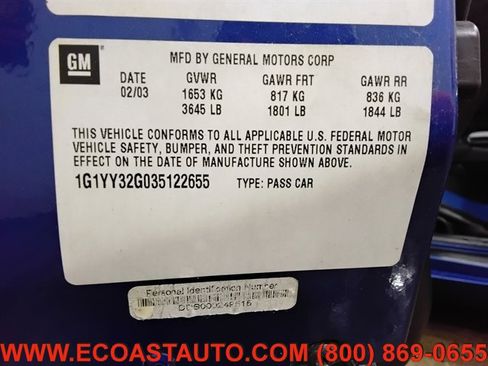 GM
MFD BY GENERAL MOTORS CORP
DATE GVWR GAWR FRT GAWR RR
02/03 1653 KG 817 KG 836 KG
3645 LB 1801 LB 1844 LB
THIS VEHICLE CONFORMS TO ALL APPLICABLE U.S. FEDERAL MOTOR
VEHICLE SAFETY, BUMPER, AND THEFT PREVENTION STANDARDS IN
EFFECT ON THE DATE OF MANUFACTURE SHOWN ABOVE.
1G1YY32G035122655 TYPE: PASS CAR
Personal Identification Number
WWW.ECOASTAUTO.COM (800) 869-0655